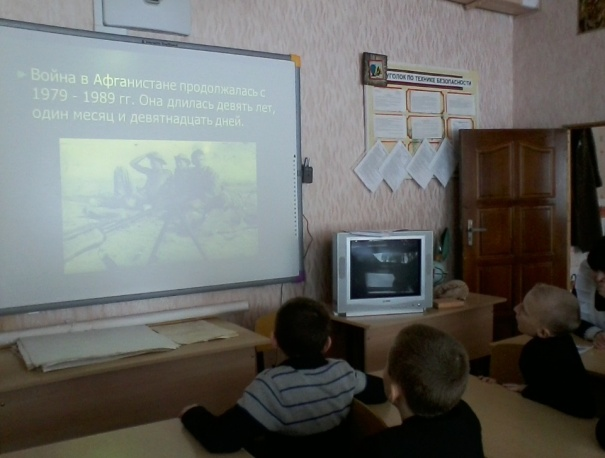 Война в Афганистане продолжалась с
1979 - 1989 гг. Она длилась девять лет,
один месяц и девятнадцать дней.
УГОЛОК ПО ТЕХНИКЕ БЕЗОПАСНОСТИ